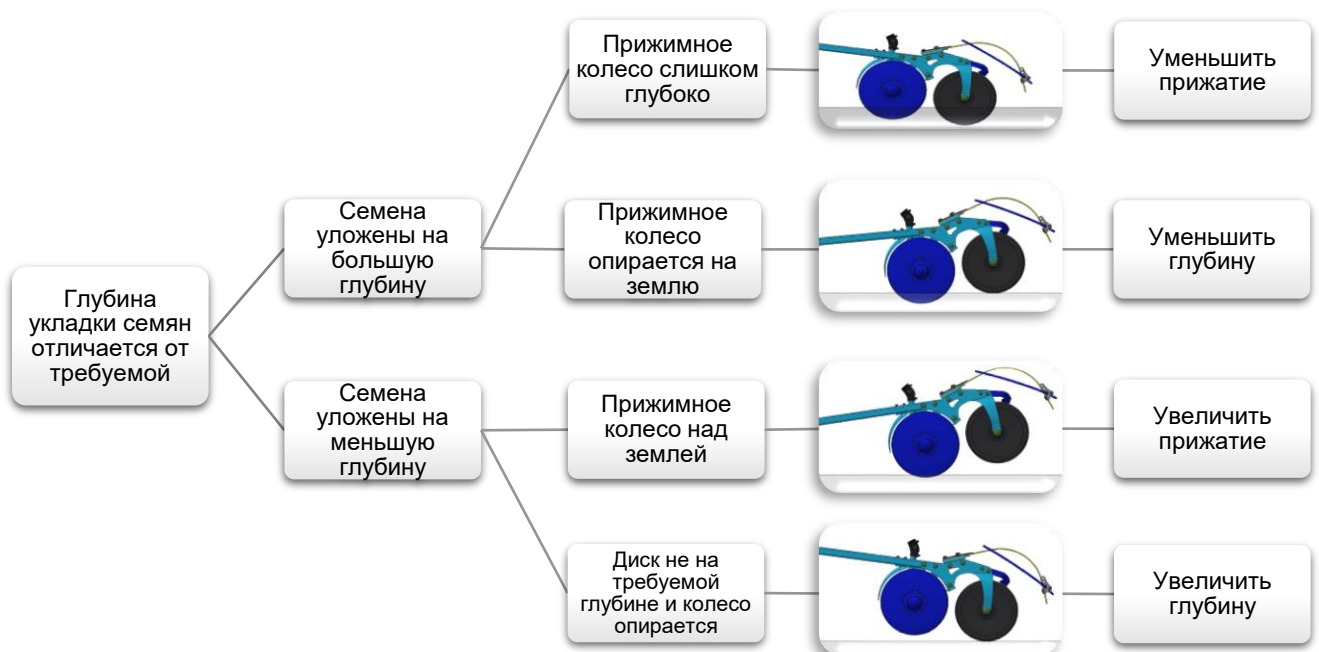 Глубина
укладки семян
отличается от
требуемой
Семена
уложены на
большую
глубину
Прижимное
колесо слишком
глубоко
Уменьшить
прижатие
Прижимное
колесо
опирается на
землю
Уменьшить
глубину
Семена
уложены на
меньшую
глубину
Прижимное
колесо над
землей
Увеличить
прижатие
Диск не на
требуемой
глубине и колесо
опирается
Увеличить
глубину